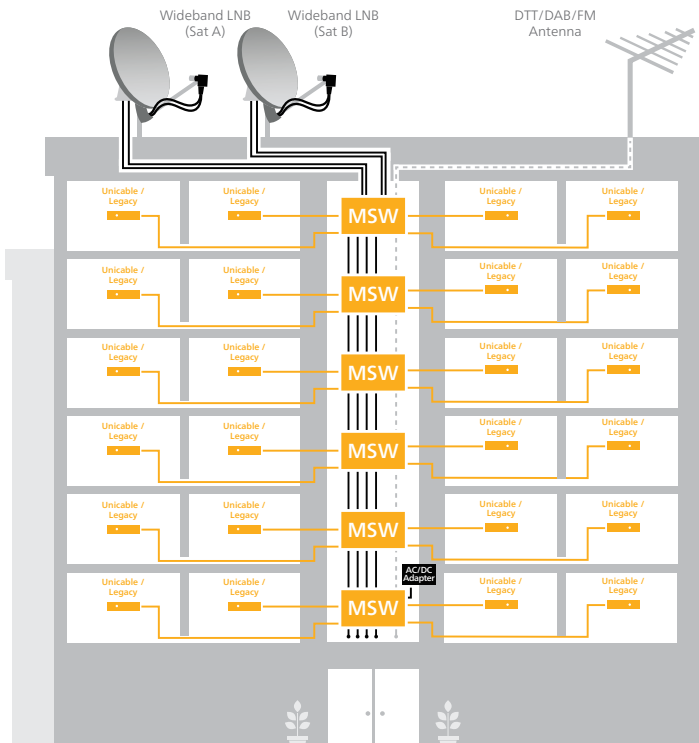 Wideband LNB
(Sat A)
Wideband LNB
(Sat B)
DTT/DAB/FM
Antenna
Unicable /
Legacy
Unicable /
Legacy
MSW
Unicable /
Legacy
Unicable /
Legacy
Unicable /
Legacy
Unicable /
Legacy
MSW
Unicable /
Legacy
Unicable /
Legacy
Unicable /
Legacy
Unicable /
Legacy
MSW
Unicable /
Legacy
Unicable /
Legacy
Unicable /
Legacy
Unicable /
Legacy
MSW
Unicable /
Legacy
Unicable /
Legacy
Unicable /
Legacy
Unicable /
Legacy
MSW
Unicable /
Legacy
Unicable /
Legacy
AC/DC
Adapter
Unicable /
Legacy
Unicable /
Legacy
MSW
Unicable /
Legacy
Unicable /
Legacy